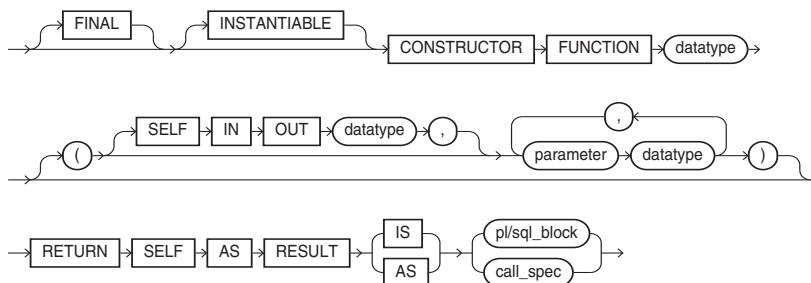 FINAL INSTANTIABLE
CONSTRUCTOR FUNCTION datatype
,
SELF IN OUT datatype ,
( parameter datatype )
IS pl/sql_block
RETURN SELF AS RESULT
AS call_spec